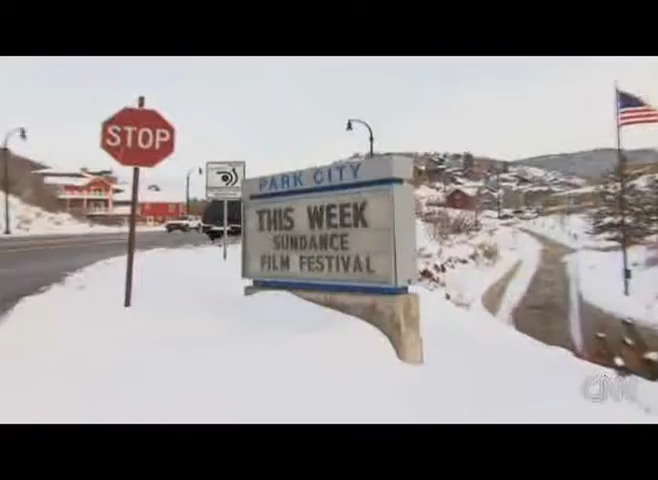 STOP
PARK CITY
THIS WEEK
SUNDANCE
FILM FESTIVAL
CNN